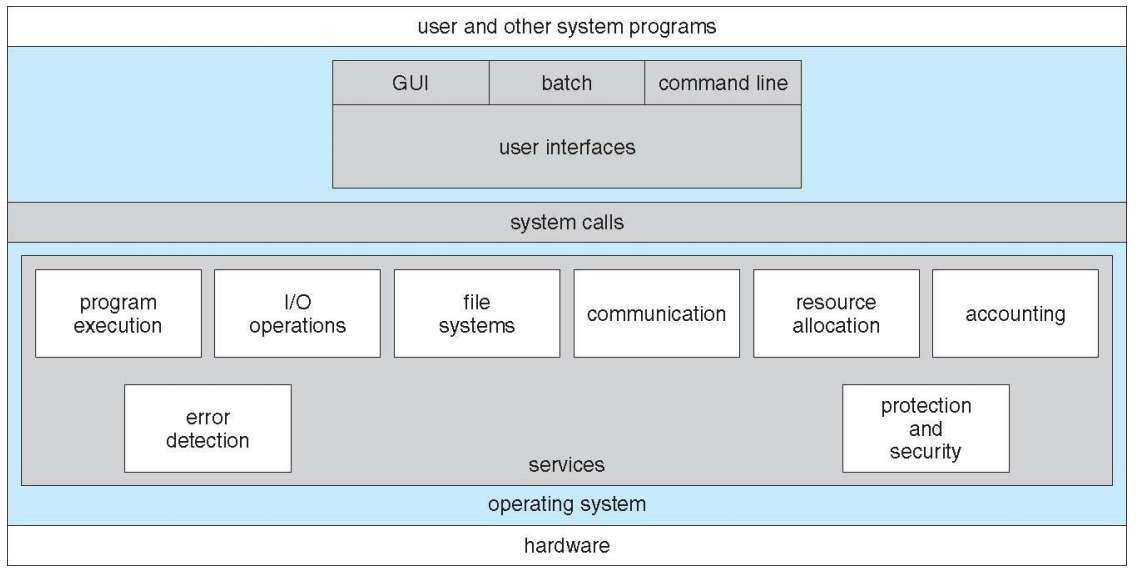 user and other system programs
GUI
batch
command line
user interfaces
system calls
program
execution
I/O
operations
file
systems
communication
resource
allocation
accounting
error
detection
protection
and
security
services
operating system
hardware